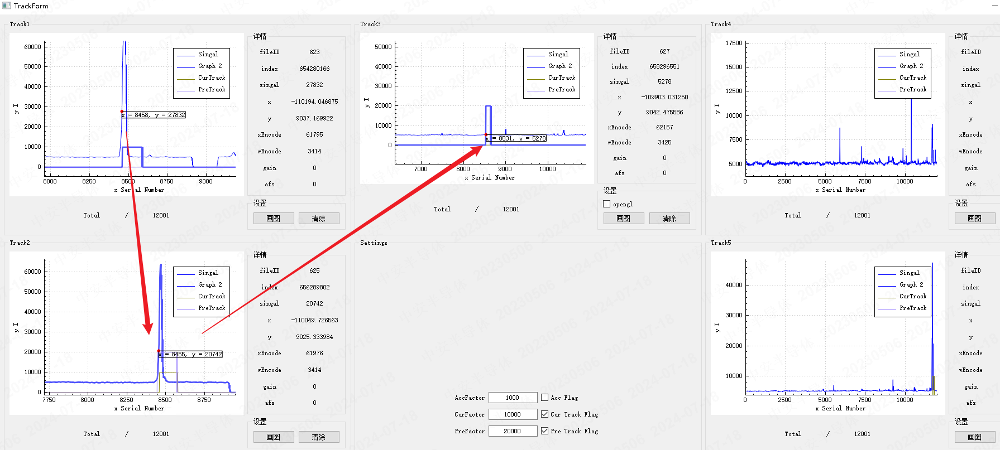 TrackForm
Track1
60000
50000
40000
30000
20000
10000
0
y I
8000
8250
8500
8750
9000
x Serial Number
Singal
Graph 2
CurTrack
PreTrack
x = 8458, y = 27832
Total / 12001
详情
fileID 623
index 654280166
singal 27832
x -110194.046875
y 9037.169922
xEncode 61795
wEncode 3414
gain 0
afs 0
设置
画图 清除
Track3
50000
40000
30000
20000
10000
0
y I
7000
8000
9000
10000
x Serial Number
Singal
Graph 2
CurTrack
PreTrack
x = 8531, y = 5278
Total / 12001
详情
fileID 627
index 658296551
singal 5278
x -109903.031250
y 9042.475586
xEncode 62157
wEncode 3425
gain 0
afs 0
设置
opengl
画图 清除
Track4
17500
15000
12500
10000
7500
5000
y I
0
2500
5000
7500
10000
x Serial Number
Singal
Graph 2
CurTrack
PreTrack
Total / 12001
详情
fileID
index
singal
x
y
xEncode
wEncode
gain
afs
设置
画图
Track2
60000
50000
40000
30000
20000
10000
0
y I
7750
8000
8250
8500
8750
x Serial Number
Singal
Graph 2
CurTrack
PreTrack
x = 8455, y = 20742
Total / 12001
详情
fileID 625
index 656289802
singal 20742
x -110049.726563
y 9025.333984
xEncode 61976
wEncode 3414
gain 0
afs 0
设置
画图 清除
Settings
AccFactor 1000 Acc Flag
CurFactor 10000 Cur Track Flag
PreFactor 20000 Pre Track Flag
Track5
40000
30000
20000
10000
y I
0
2500
5000
7500
10000
x Serial Number
Singal
Graph 2
CurTrack
PreTrack
Total / 12001
详情
fileID
index
singal
x
y
xEncode
wEncode
gain
afs
设置
画图